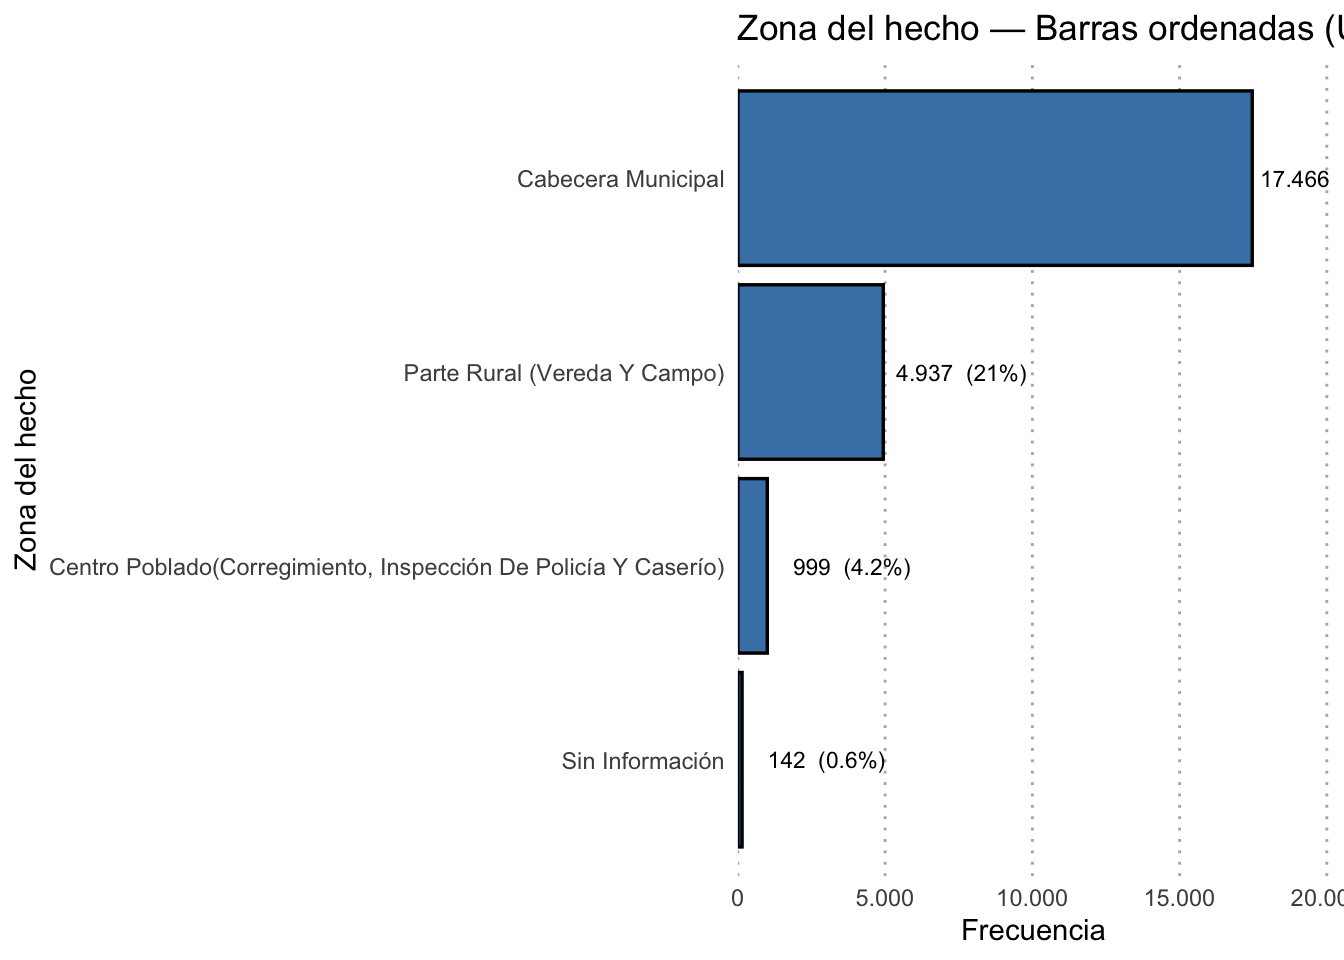 Zona del hecho — Barras ordenadas (
Cabecera Municipal
17.466
Parte Rural (Vereda Y Campo)
4.937 (21%)
Zona del hecho
Centro Poblado(Corregimiento, Inspección De Policía Y Caserío)
999 (4.2%)
Sin Información
142 (0.6%)
0 5.000 10.000 15.000 20.00
Frecuencia